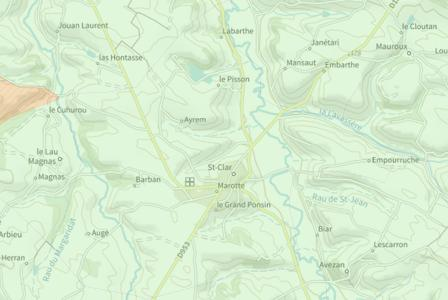 Jouan Laurent
Labarthe
le Cloutan
Janétari
Mauroux
las Hontasse
Mansaut
Embarthe
le Pisson
le Cuhurou
Ayrem
la Lavassère
le Lau
Magnas
Empourruche
St-Clar
Magnas
Barban
Marotte
Rau de St-Jean
le Grand Ponsin
Arbieu
Augé
Biar
Rau du Margaridat
D953
Lescarron
Herran
Avezan